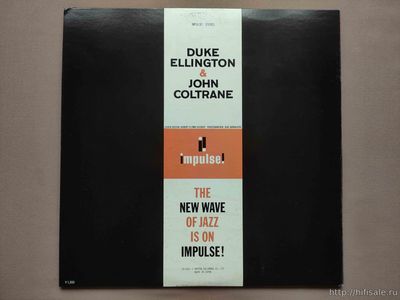 DUKE
ELLINGTON
&
JOHN
COLTRANE
impulse!
THE
NEW WAVE
OF JAZZ
IS ON
IMPULSE!
http://hifisale.ru